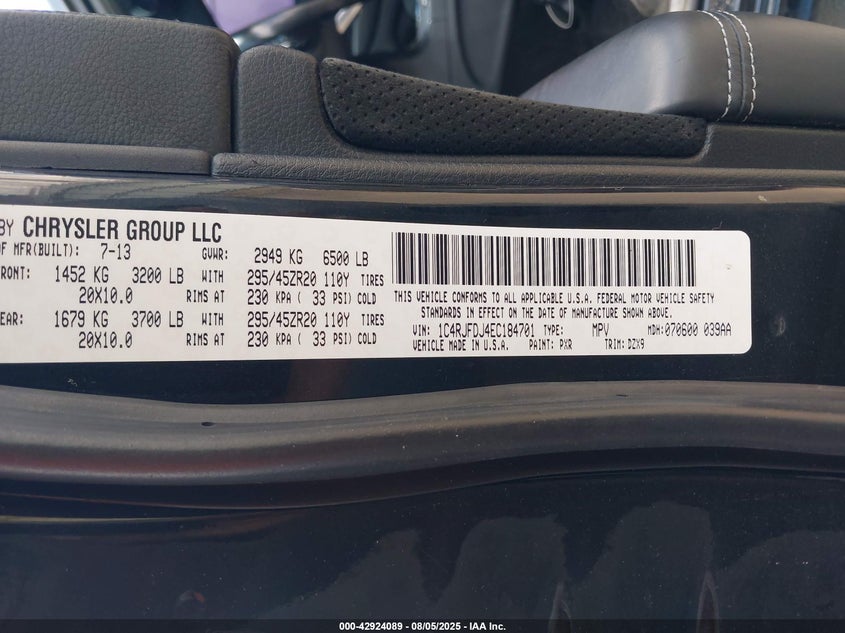 BY CHRYSLER GROUP LLC
OF MFR(BUILT): 7-13 GVWR: 2949 KG 6500 LB
FRONT: 1452 KG 3200 LB WITH 295/45ZR20 110Y TIRES
20X10.0 RIMS AT 230 KPA ( 33 PSI) COLD
EAR: 1679 KG 3700 LB WITH 295/45ZR20 110Y TIRES
20X10.0 RIMS AT 230 KPA ( 33 PSI) COLD
THIS VEHICLE CONFORMS TO ALL APPLICABLE U.S.A. FEDERAL MOTOR VEHICLE SAFETY
STANDARDS IN EFFECT ON THE DATE OF MANUFACTURE SHOWN ABOVE.
VIN: 1C4RJFDJ4EC184701 TYPE: MPV MDH: 070600 039AA
VEHICLE MADE IN U.S.A. PAINT: PXR TRIM: DZX9
000-42924089 - 08/05/2025 - IAA Inc.